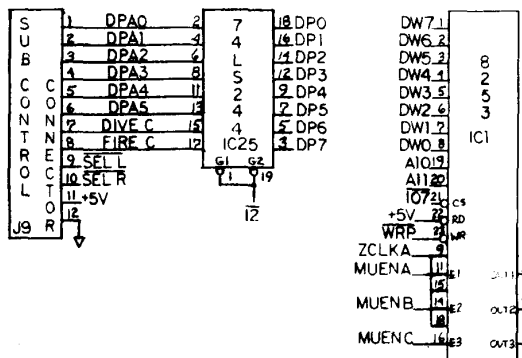 SUB CONTROL
CONNECTOR
J9
1 DPA0 2
2 DPA1 4
3 DPA2 6
4 DPA3 8
5 DPA4 11
6 DPA5 13
7 DIVE C 15
8 FIRE C 17
9 SEL L
10 SEL R
11 +5V
12
74LS244
IC25
18 DP0
16 DP1
14 DP2
12 DP3
9 DP4
7 DP5
5 DP6
3 DP7
G1 G2
1 19
I2
8253
IC1
DW7 1
DW6 2
DW5 3
DW4 4
DW3 5
DW2 6
DW1 7
DW0 8
A10 19
A11 20
IO7 21 CS
+5V 22 RD
WRP 23 WR
ZCLKA 9
MUENA 11 E1
15
MUENB 14 E2 OUT2
18
MUENC 16 E3 OUT3